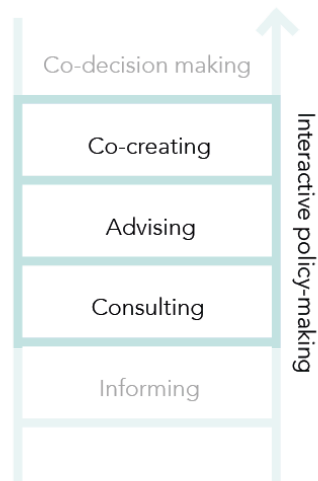 Co-decision making
Co-creating
Advising
Consulting
Informing
Interactive policy-making